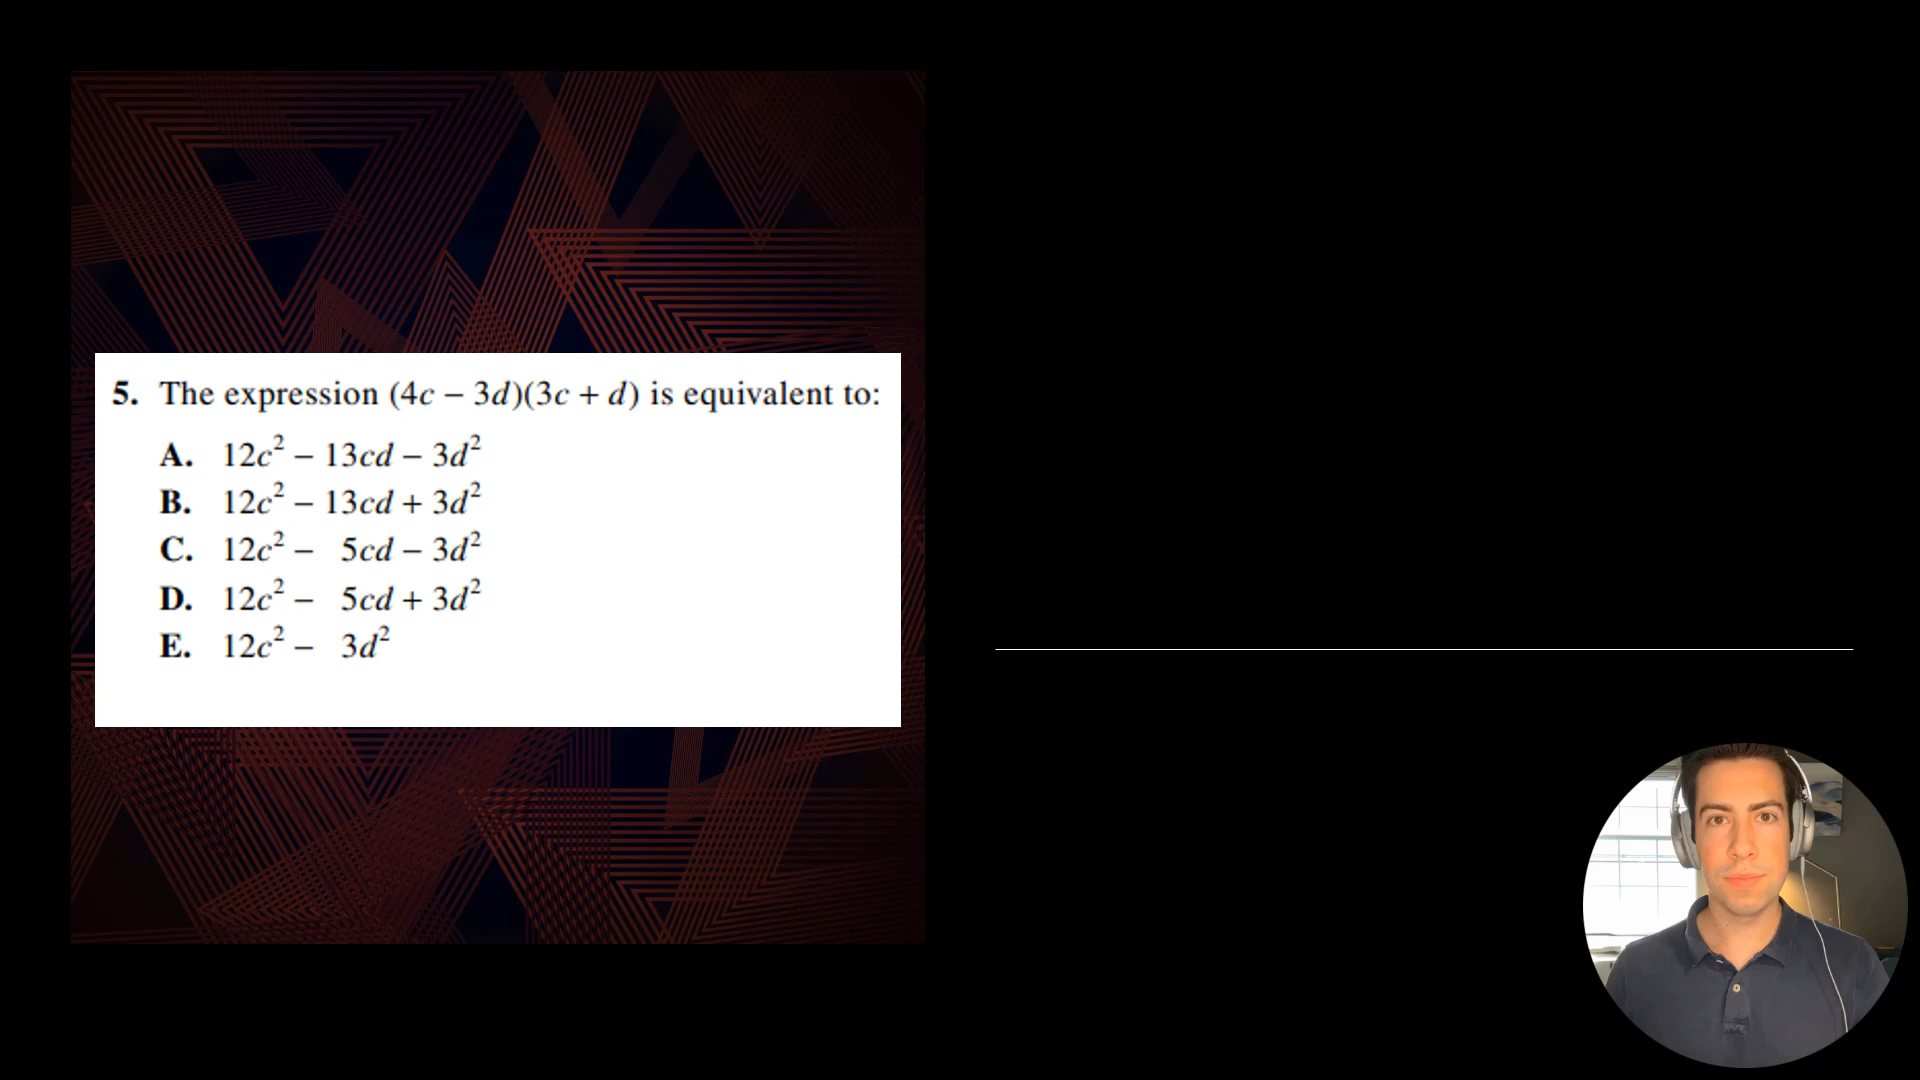 5. The expression (4c – 3d)(3c + d) is equivalent to:
A. 12c² – 13cd – 3d²
B. 12c² – 13cd + 3d²
C. 12c² – 5cd – 3d²
D. 12c² – 5cd + 3d²
E. 12c² – 3d²